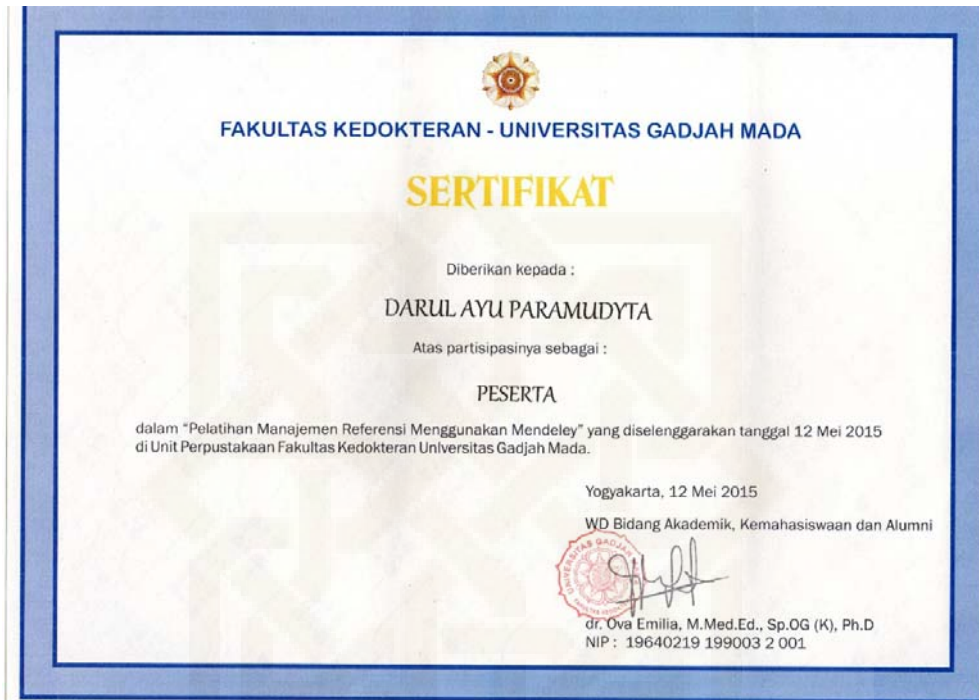 FAKULTAS KEDOKTERAN - UNIVERSITAS GADJAH MADA
SERTIFIKAT
Diberikan kepada :
DARUL AYU PARAMUDYTA
Atas partisipasinya sebagai :
PESERTA
dalam "Pelatihan Manajemen Referensi Menggunakan Mendeley" yang diselenggarakan tanggal 12 Mei 2015
di Unit Perpustakaan Fakultas Kedokteran Universitas Gadjah Mada.
Yogyakarta, 12 Mei 2015
WD Bidang Akademik, Kemahasiswaan dan Alumni
UNIVERSITAS GADJAH
dr. Ova Emilia, M.Med.Ed., Sp.OG (K), Ph.D
NIP : 19640219 199003 2 001